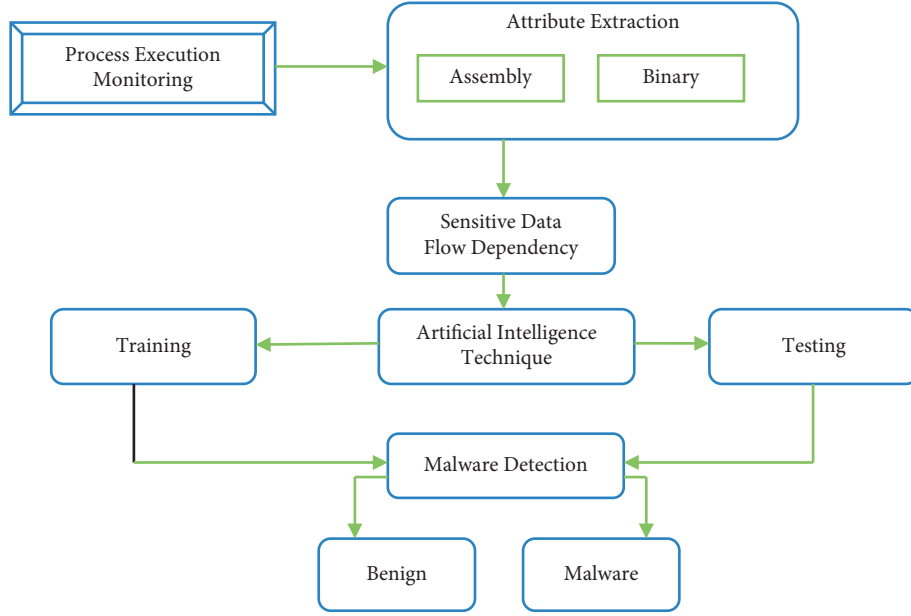 Process Execution
Monitoring
Attribute Extraction
Assembly
Binary
Sensitive Data
Flow Dependency
Training
Artificial Intelligence
Technique
Testing
Malware Detection
Benign
Malware